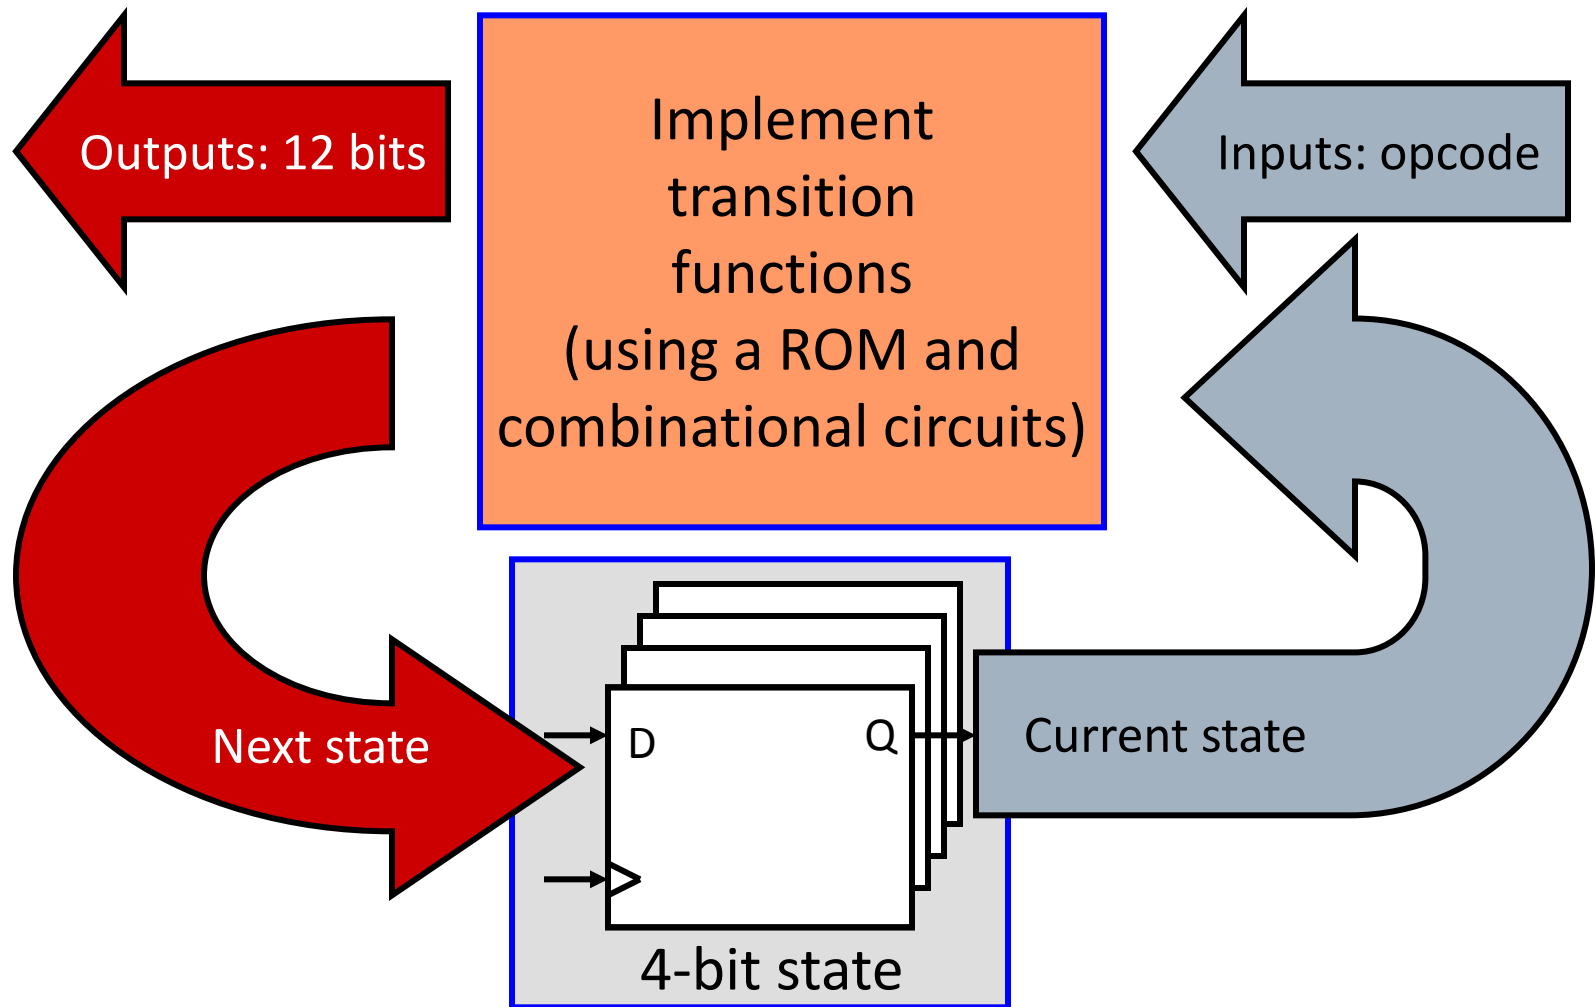 Outputs: 12 bits
Implement
transition
functions
(using a ROM and
combinational circuits)
Inputs: opcode
Next state
D
Q
Current state
4-bit state